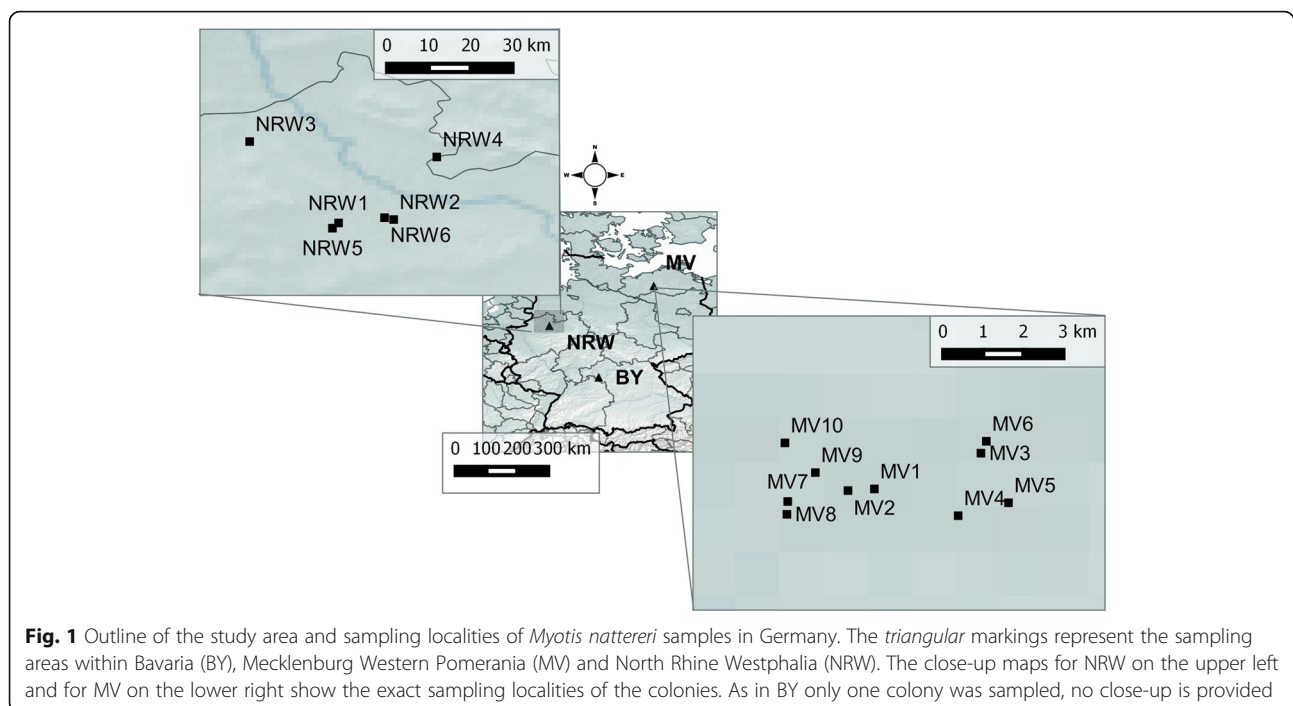 0 10 20 30 km
NRW3
NRW4
NRW1
NRW2
NRW5
NRW6
N
W E
S
MV
NRW
BY
0 100 200 300 km
0 1 2 3 km
MV10
MV6
MV9
MV3
MV7
MV1
MV5
MV4
MV2
MV8
Fig. 1 Outline of the study area and sampling localities of Myotis nattereri samples in Germany. The triangular markings represent the sampling
areas within Bavaria (BY), Mecklenburg Western Pomerania (MV) and North Rhine Westphalia (NRW). The close-up maps for NRW on the upper left
and for MV on the lower right show the exact sampling localities of the colonies. As in BY only one colony was sampled, no close-up is provided